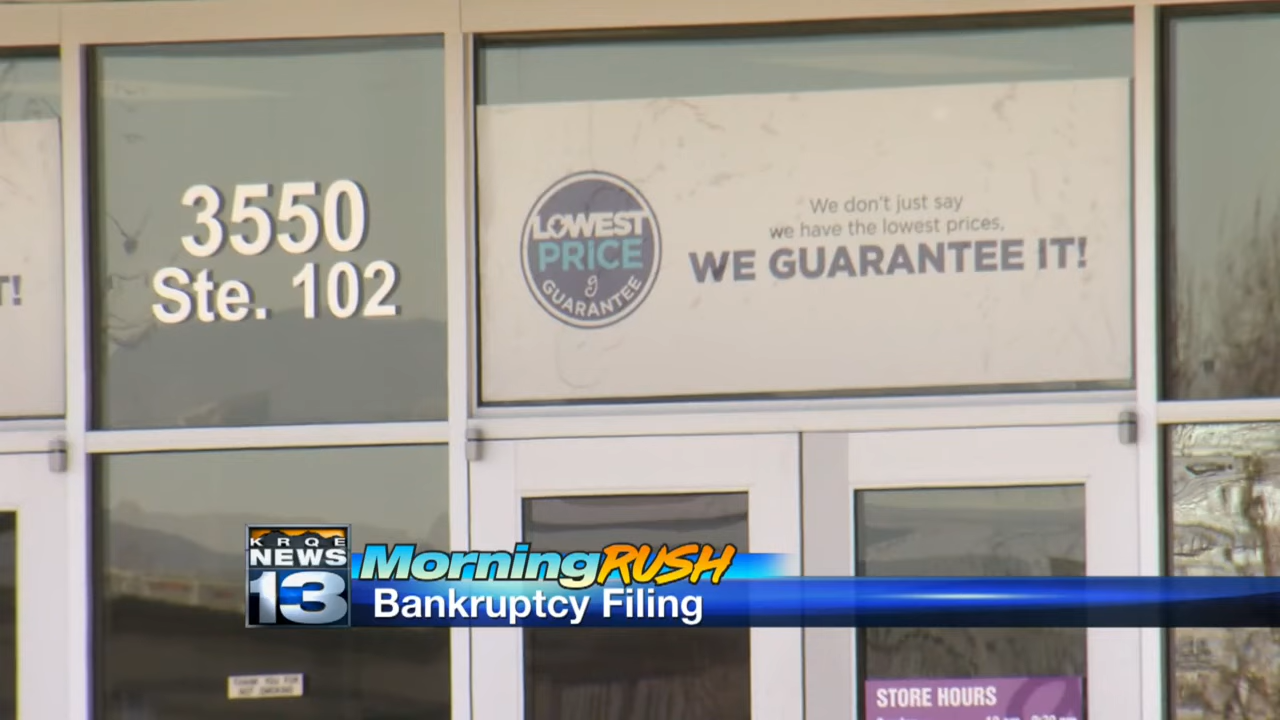 3550
Ste. 102
T!
LOWEST
PRICE
GUARANTEE
We don't just say
we have the lowest prices,
WE GUARANTEE IT!
KRQE
NEWS
13
MorningRUSH
Bankruptcy Filing
THANK YOU FOR
NOT SMOKING
STORE HOURS